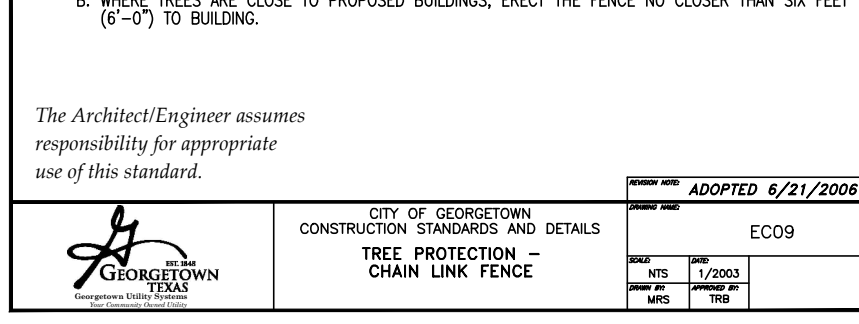 B. WHERE TREES ARE CLOSE TO PROPOSED BUILDINGS, ERECT THE FENCE NO CLOSER THAN SIX FEET
(6'–0") TO BUILDING.
The Architect/Engineer assumes
responsibility for appropriate
use of this standard.
REVISION NOTE: ADOPTED 6/21/2006
G
EST. 1848
GEORGETOWN
TEXAS
Georgetown Utility Systems
Your Community Owned Utility
CITY OF GEORGETOWN
CONSTRUCTION STANDARDS AND DETAILS
TREE PROTECTION –
CHAIN LINK FENCE
DRAWING NAME:
EC09
SCALE: DATE:
NTS 1/2003
DRAWN BY: APPROVED BY:
MRS TRB